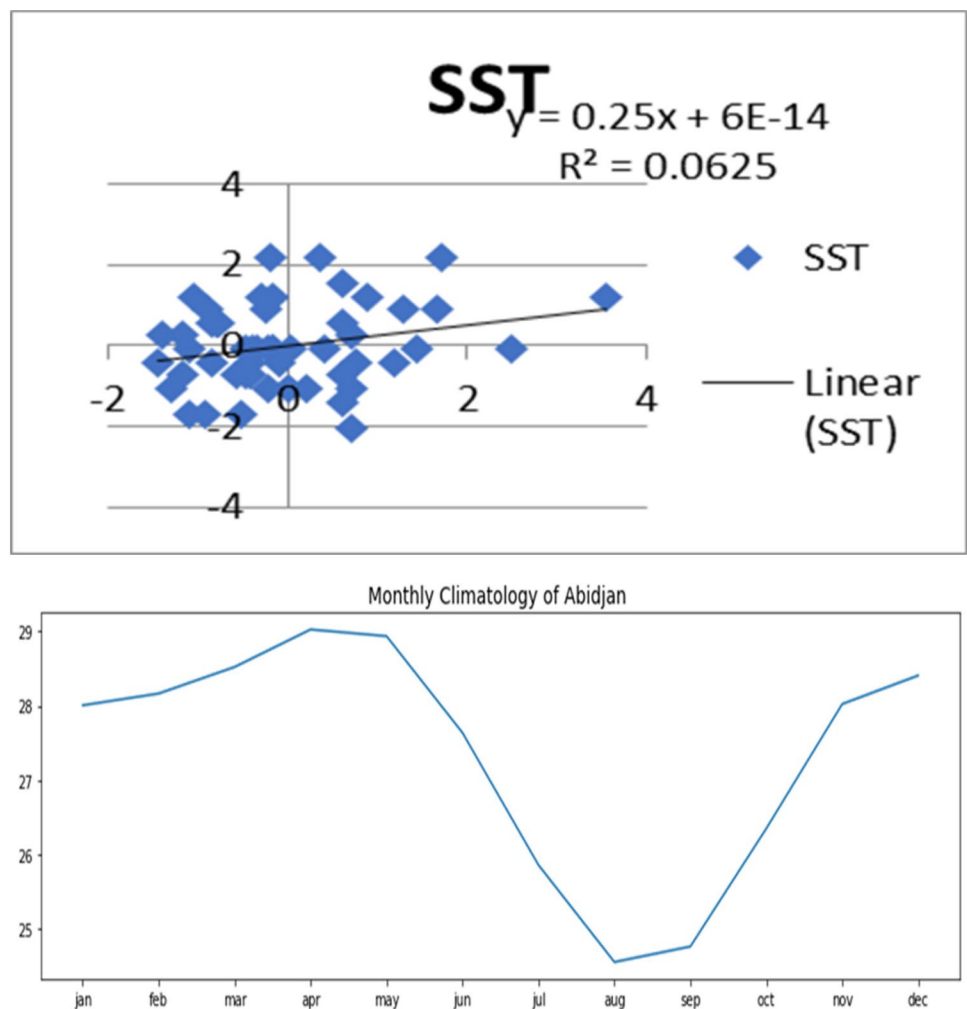 SST
y = 0.25x + 6E-14
R² = 0.0625
4
2
0
-2
-4
-2 0 2 4
SST
Linear
(SST)
Monthly Climatology of Abidjan
29
28
27
26
25
jan feb mar apr may jun jul aug sep oct nov dec